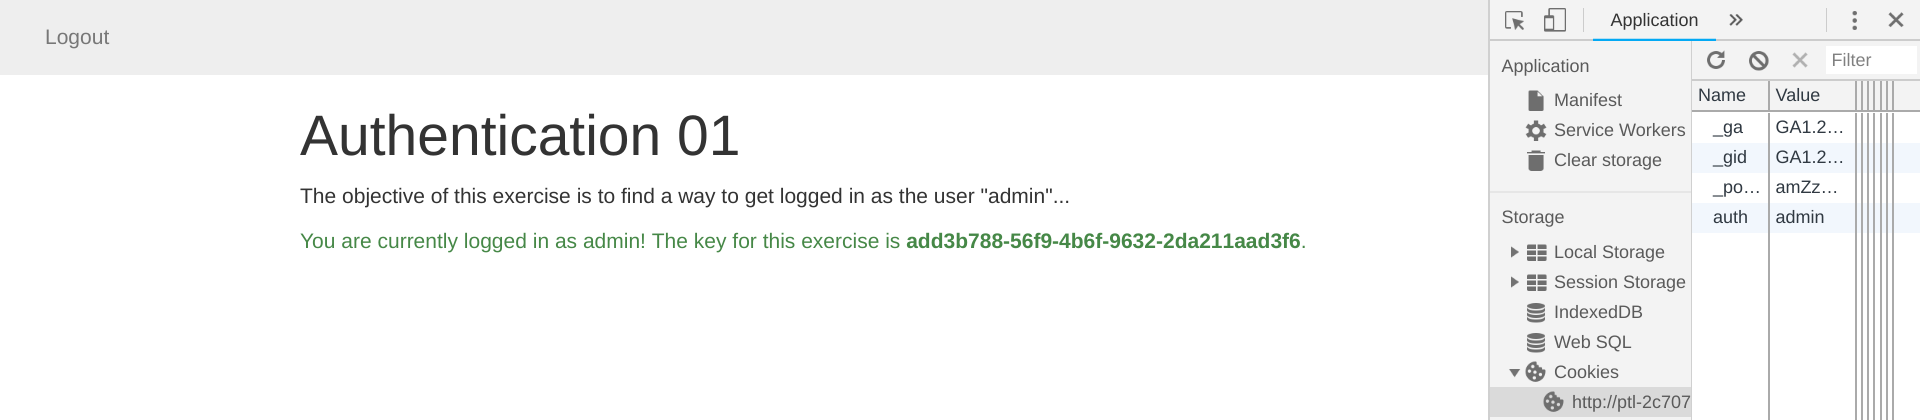 Logout
Authentication 01
The objective of this exercise is to find a way to get logged in as the user "admin"...
You are currently logged in as admin! The key for this exercise is add3b788-56f9-4b6f-9632-2da211aad3f6.
Application
Application
Manifest
Service Workers
Clear storage
Storage
Local Storage
Session Storage
IndexedDB
Web SQL
Cookies
http://ptl-2c707
Filter
Name Value
_ga GA1.2…
_gid GA1.2…
_po… amZz…
auth admin